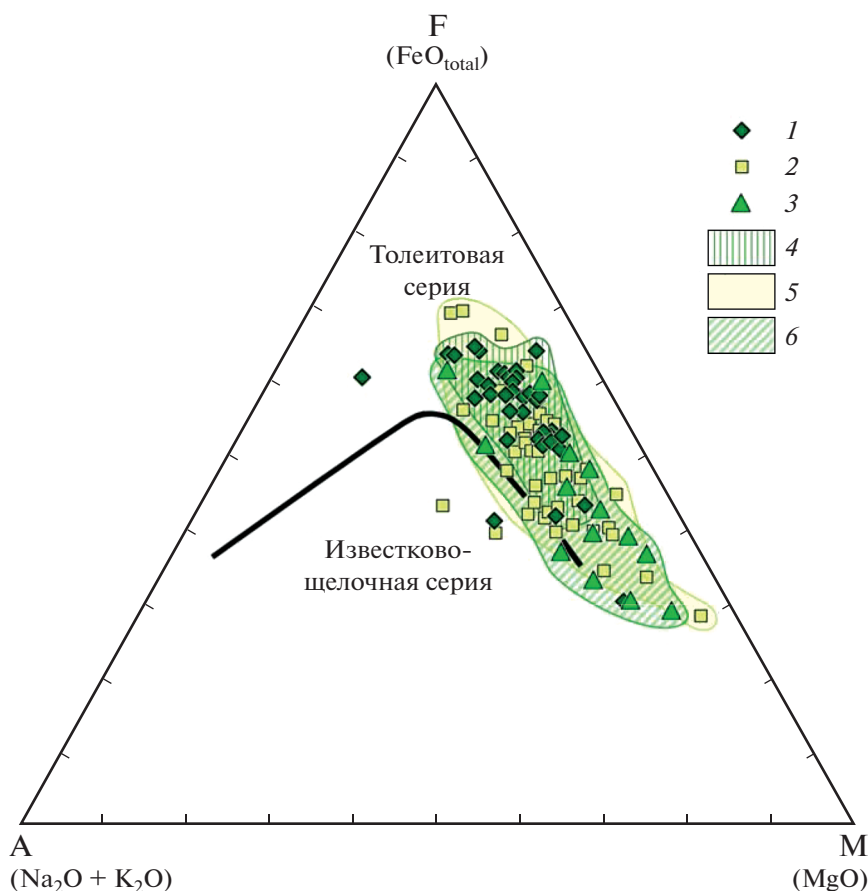 F
(FeO_total)
1
2
3
4
5
6
Толеитовая
серия
Известково-
щелочная серия
A
(Na₂O + K₂O)
M
(MgO)